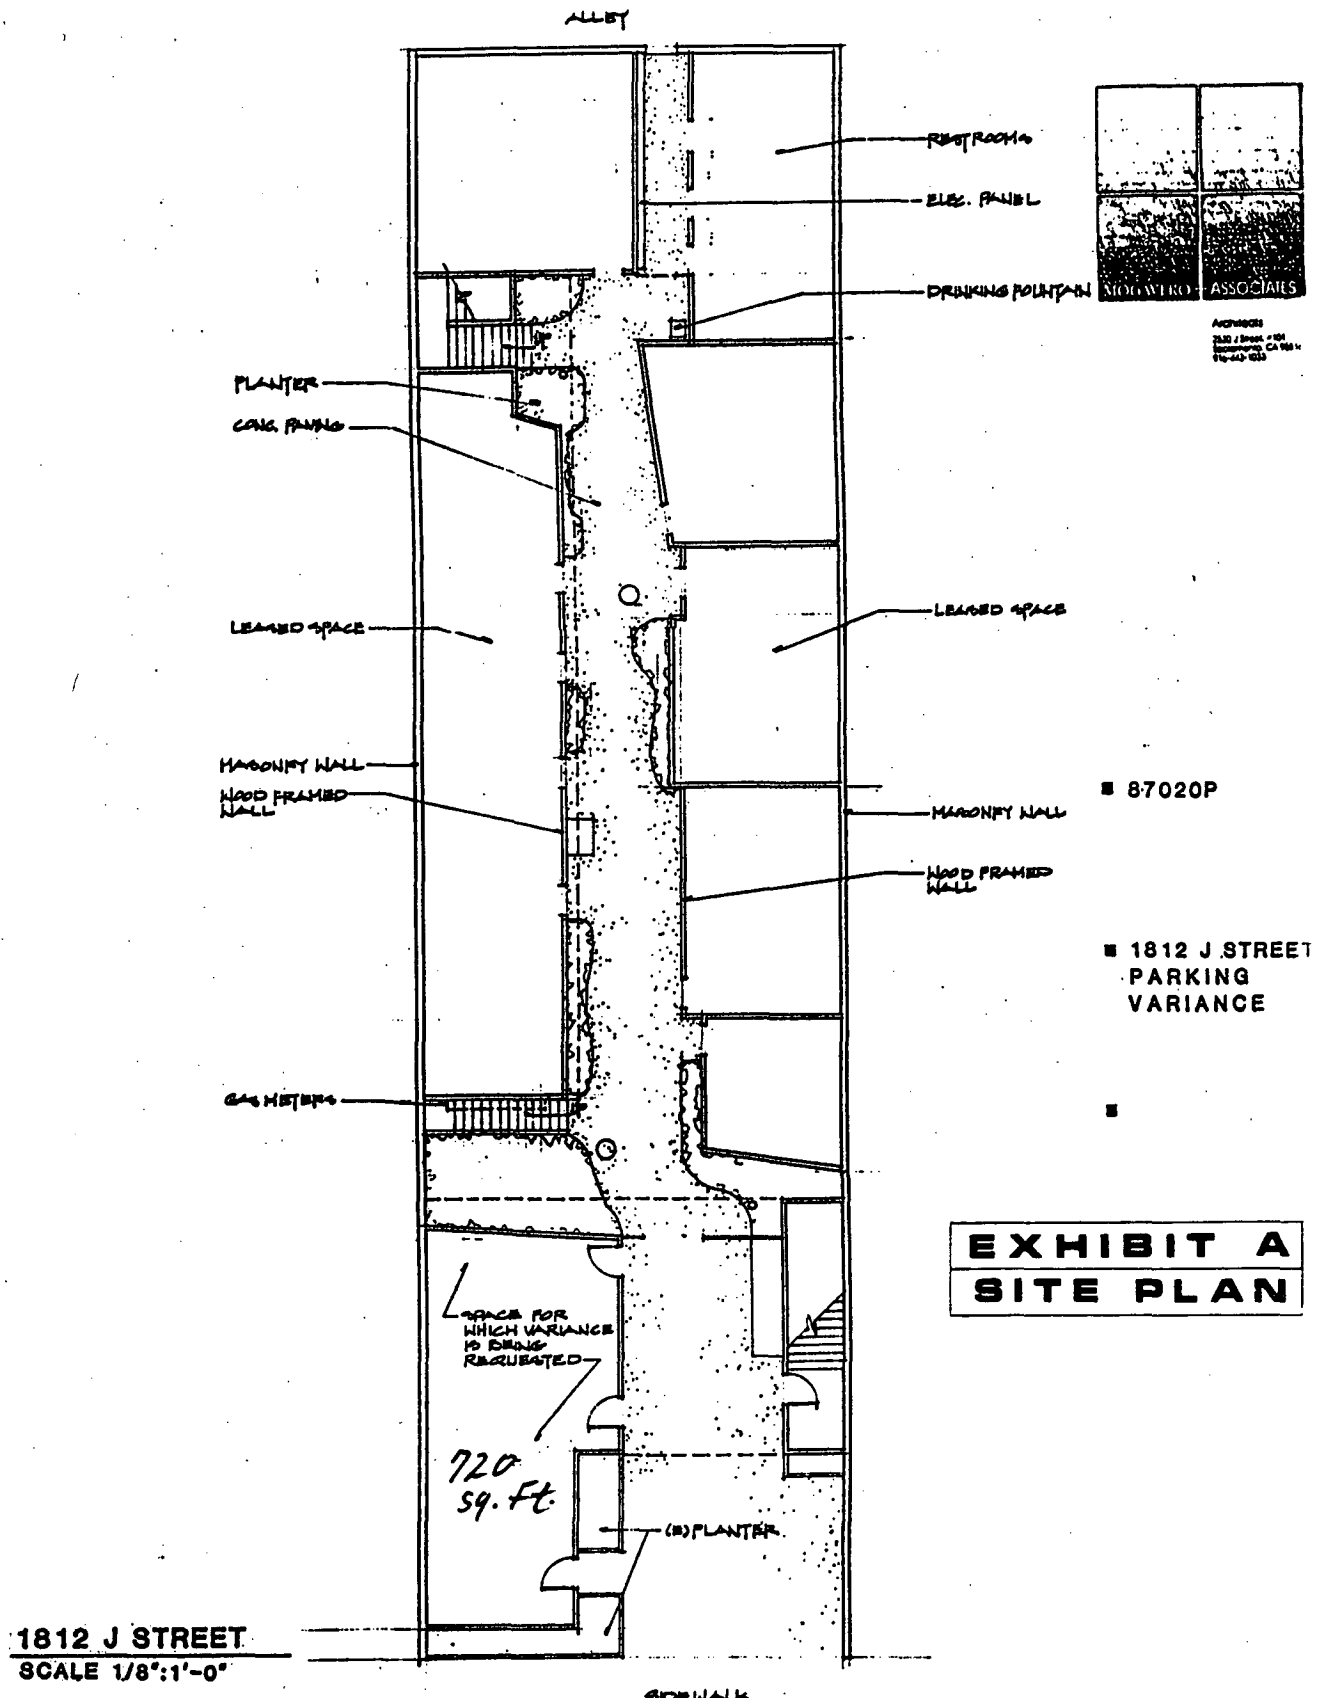 ALLEY
RESTROOMS
ELEC. PANEL
DRINKING FOUNTAIN
ASSOCIATES
Architects
PLANTER
CONC. PAVING
LEASED SPACE
LEASED SPACE
MASONRY WALL
WOOD FRAMED
WALL
87020P
MASONRY WALL
WOOD FRAMED
WALL
1812 J STREET
PARKING
VARIANCE
GAS METERS
EXHIBIT A
SITE PLAN
SPACE FOR
WHICH VARIANCE
IS BEING
REQUESTED
720
sq. Ft.
(E) PLANTER
1812 J STREET
SCALE 1/8":1'-0"
SIDEWALK